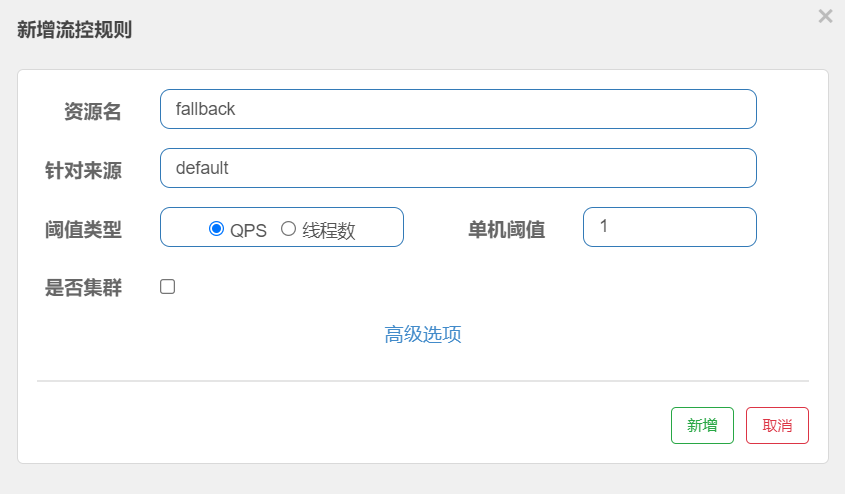 新增流控规则
×
资源名 fallback
针对来源 default
阈值类型 QPS 线程数 单机阈值 1
是否集群
高级选项
新增 取消